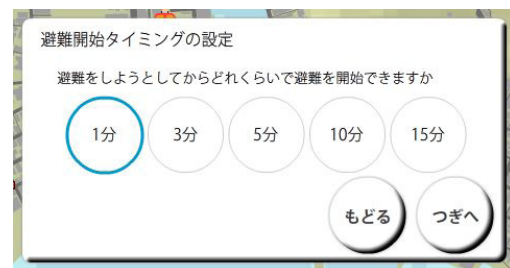 避難開始タイミングの設定
避難をしようとしてからどれくらいで避難を開始できますか
1分 3分 5分 10分 15分
もどる つぎへ